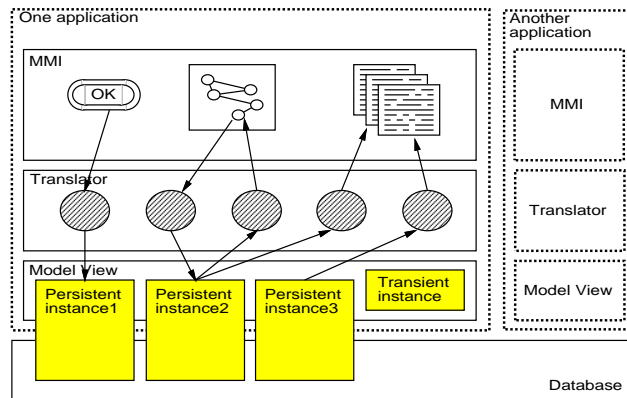 One application
MMI
OK
Translator
Model View
Persistent
instance1
Persistent
instance2
Persistent
instance3
Transient
instance
Another
application
MMI
Translator
Model View
Database